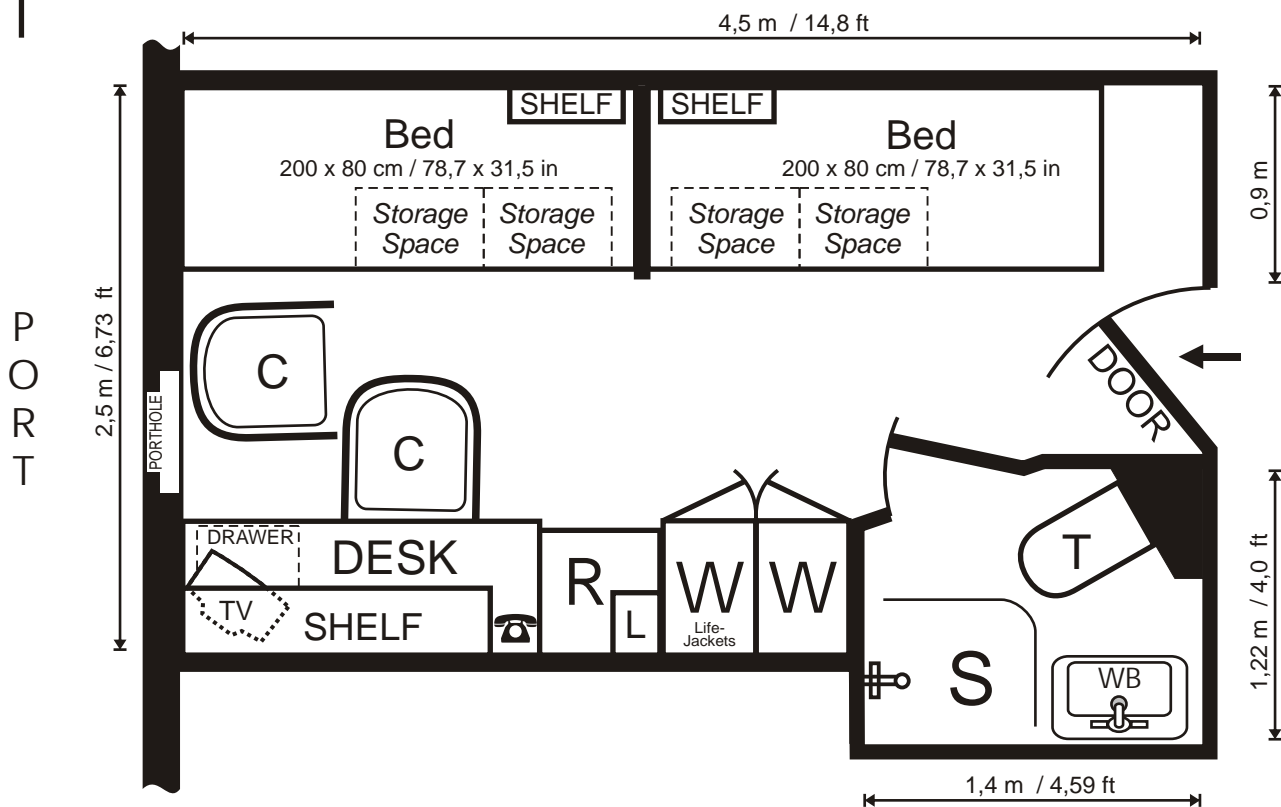 4,5 m / 14,8 ft
SHELF
SHELF
Bed
200 x 80 cm / 78,7 x 31,5 in
Bed
200 x 80 cm / 78,7 x 31,5 in
Storage
Space
Storage
Space
Storage
Space
Storage
Space
0,9 m
2,5 m / 6,73 ft
PORT
PORTHOLE
C
C
DOOR
DRAWER
DESK
TV
SHELF
R
L
W
Life-
Jackets
W
T
S
WB
1,22 m / 4,0 ft
1,4 m / 4,59 ft